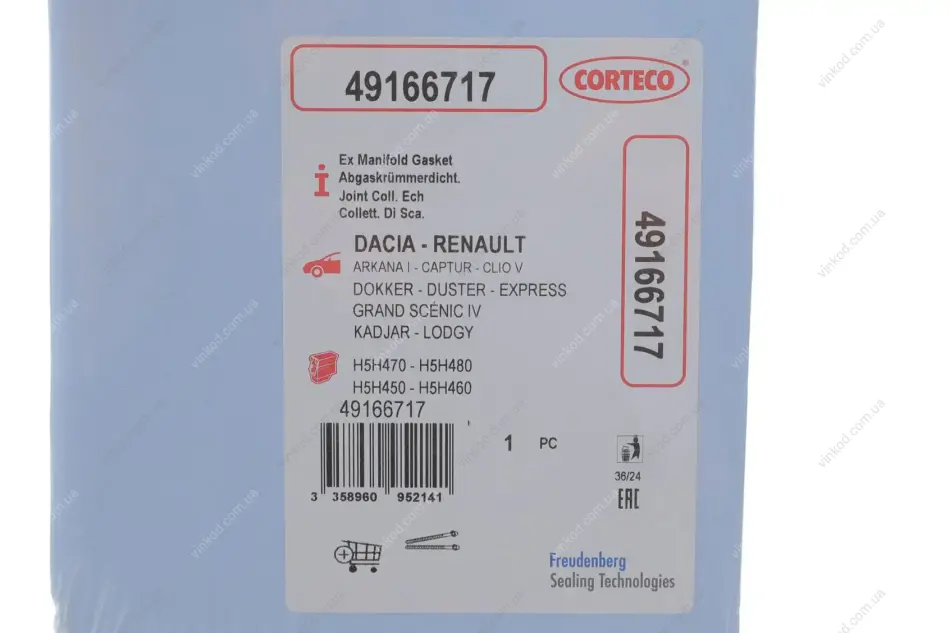 49166717
CORTECO
Ex Manifold Gasket
Abgaskrümmerdicht.
Joint Coll. Ech
Collett. Di Sca.
DACIA - RENAULT
ARKANA I - CAPTUR - CLIO V
DOKKER - DUSTER - EXPRESS
GRAND SCÉNIC IV
KADJAR - LODGY
49166717
H5H470 - H5H480
H5H450 - H5H460
49166717
1 PC
3 358960 952141
36/24
EAC
Freudenberg
Sealing Technologies
vinkod.com.ua